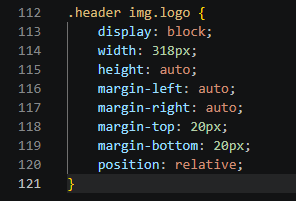 112 .header img.logo {
113     display: block;
114     width: 318px;
115     height: auto;
116     margin-left: auto;
117     margin-right: auto;
118     margin-top: 20px;
119     margin-bottom: 20px;
120     position: relative;
121 }